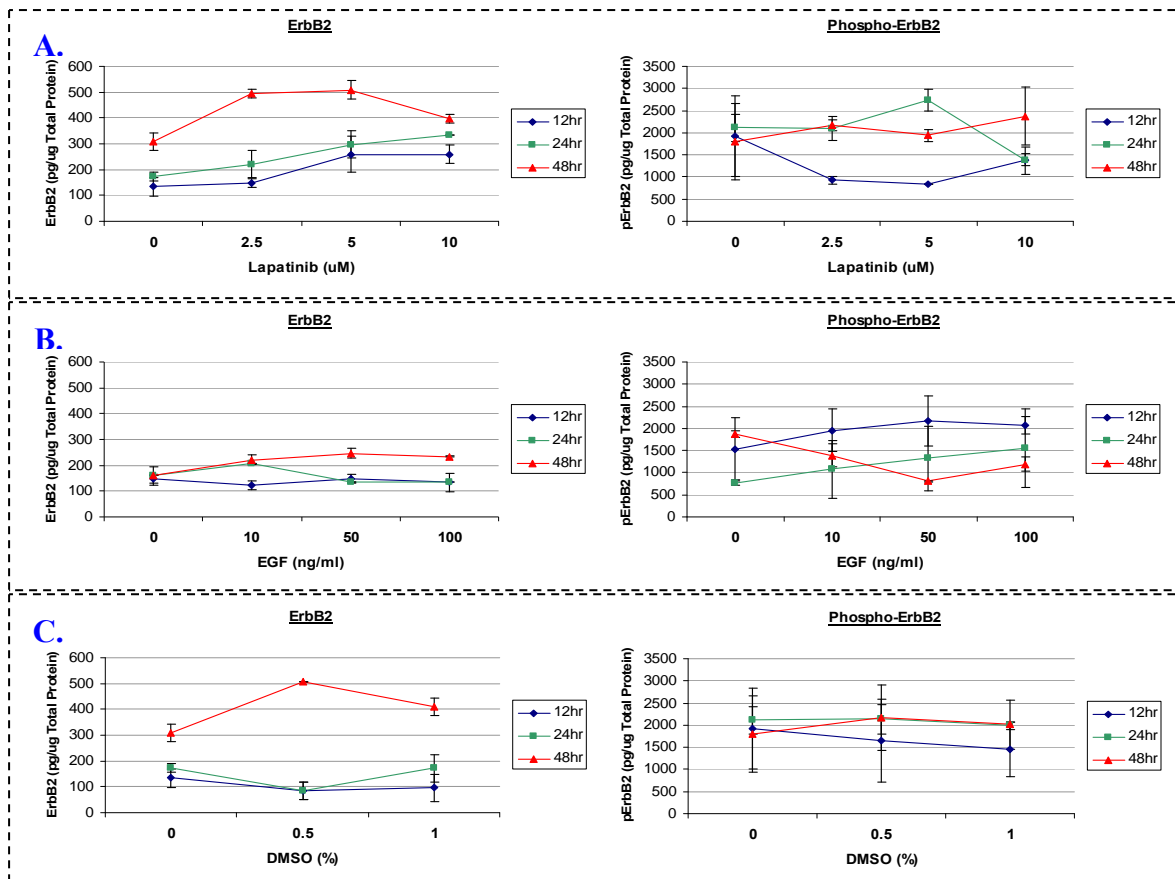 A.
ErbB2
ErbB2 (pg/ug Total Protein)
600
500
400
300
200
100
0
0 2.5 5 10
Lapatinib (uM)
12hr
24hr
48hr
Phospho-ErbB2
pErbB2 (pg/ug Total Protein)
3500
3000
2500
2000
1500
1000
500
0
0 2.5 5 10
Lapatinib (uM)
12hr
24hr
48hr
B.
ErbB2
ErbB2 (pg/ug Total Protein)
600
500
400
300
200
100
0
0 10 50 100
EGF (ng/ml)
12hr
24hr
48hr
Phospho-ErbB2
pErbB2 (pg/ug Total Protein)
3500
3000
2500
2000
1500
1000
500
0
0 10 50 100
EGF (ng/ml)
12hr
24hr
48hr
C.
ErbB2
ErbB2 (pg/ug Total Protein)
600
500
400
300
200
100
0
0 0.5 1
DMSO (%)
12hr
24hr
48hr
Phospho-ErbB2
pErbB2 (pg/ug Total Protein)
3500
3000
2500
2000
1500
1000
500
0
0 0.5 1
DMSO (%)
12hr
24hr
48hr